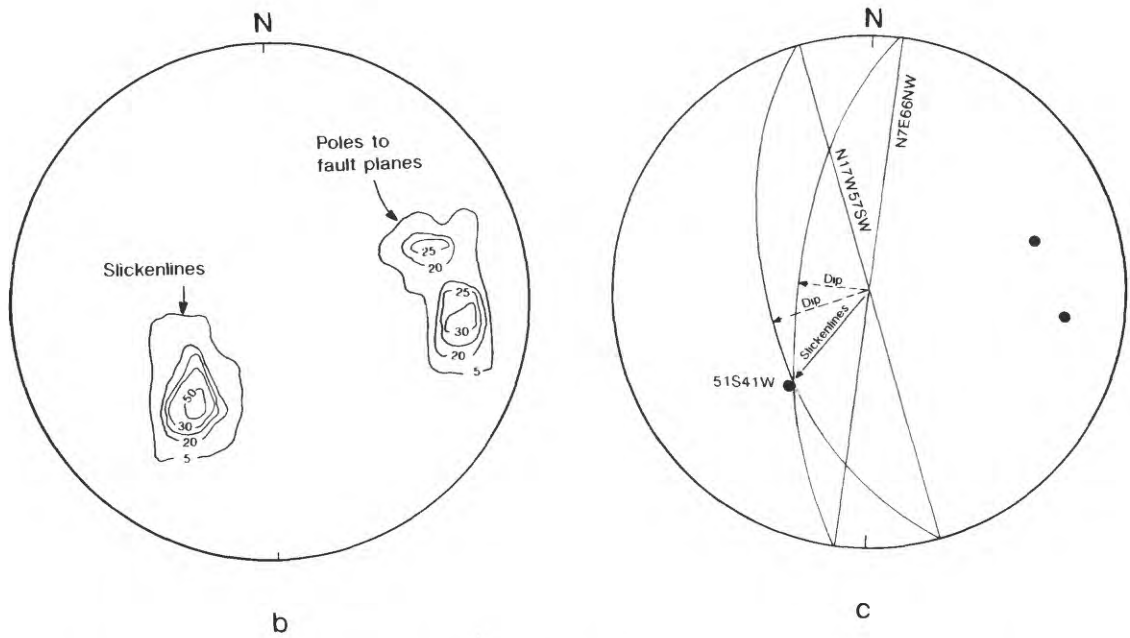 N
Poles to
fault planes
25
20
25
30
20
5
Slickenlines
50
30
20
5
b
N
N7E66NW
N17W57SW
Dip
Dip
Slickenlines
51S41W
c